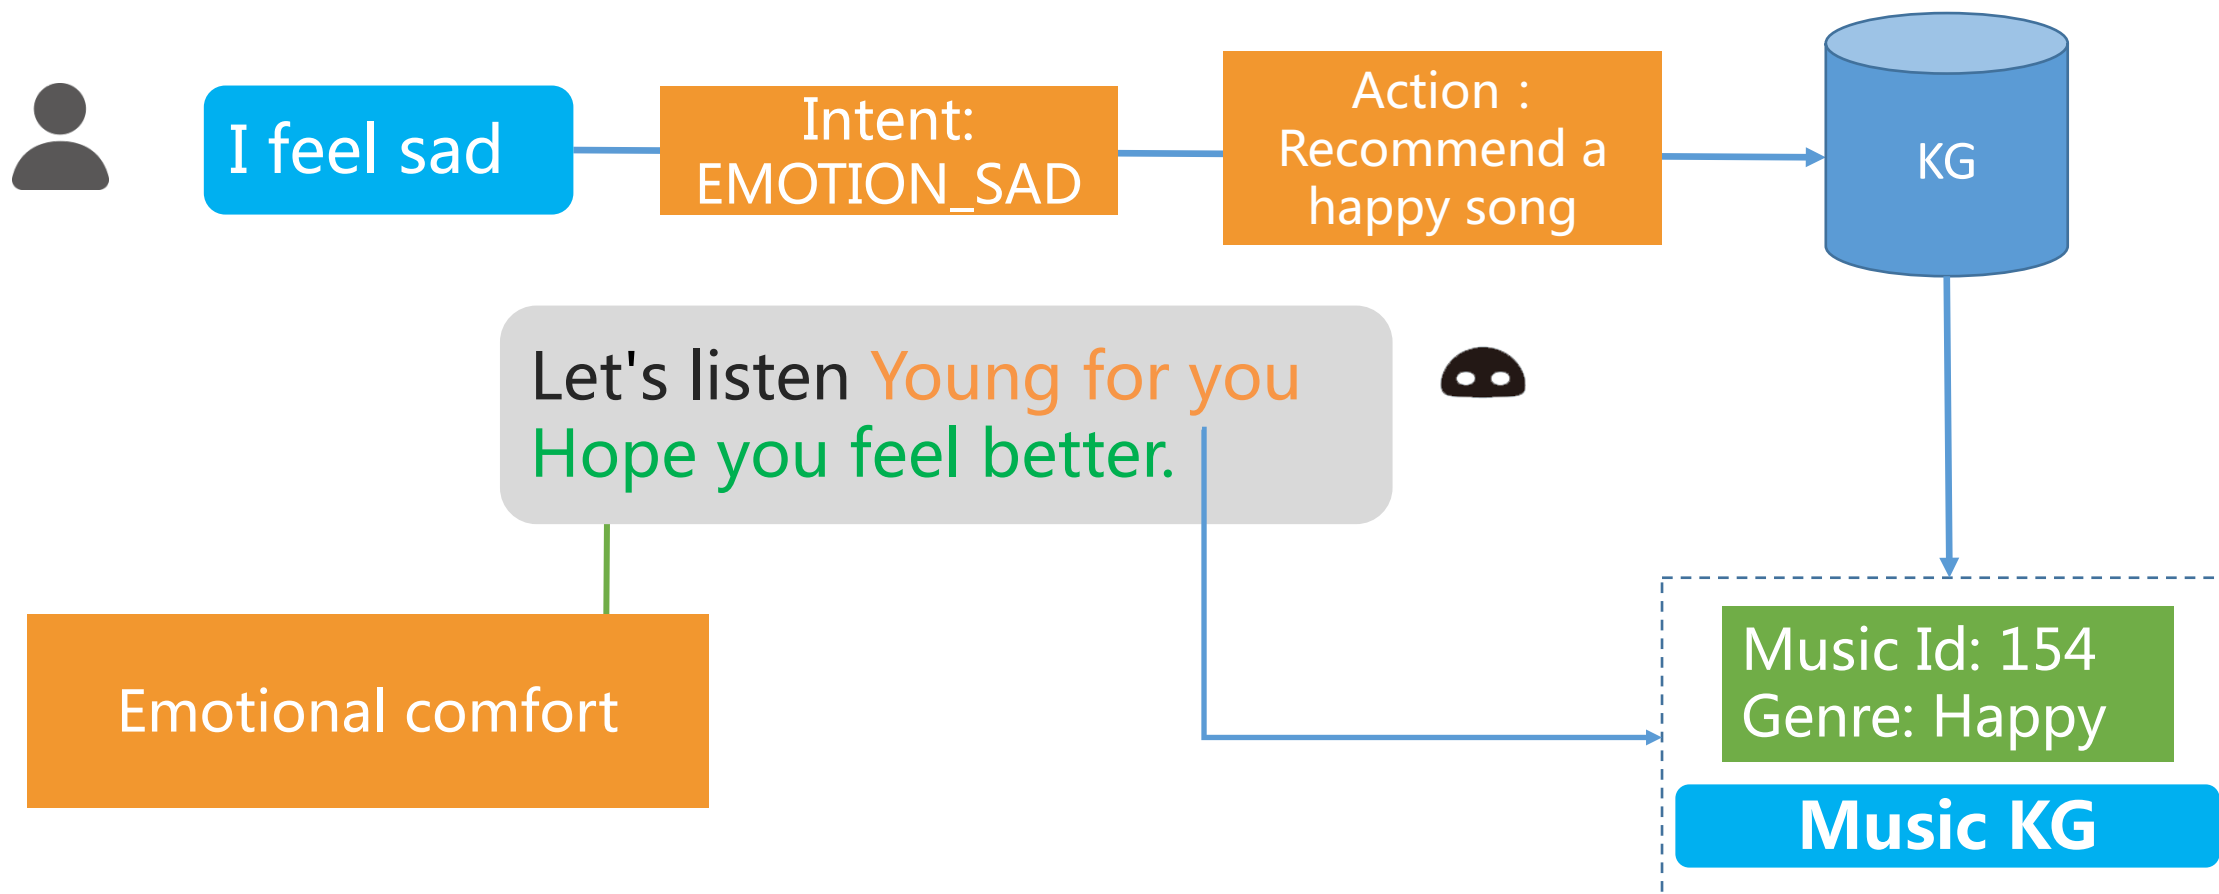 I feel sad
Intent:
EMOTION_SAD
Action :
Recommend a
happy song
KG
Let's listen Young for you
Hope you feel better.
Emotional comfort
Music Id: 154
Genre: Happy
Music KG